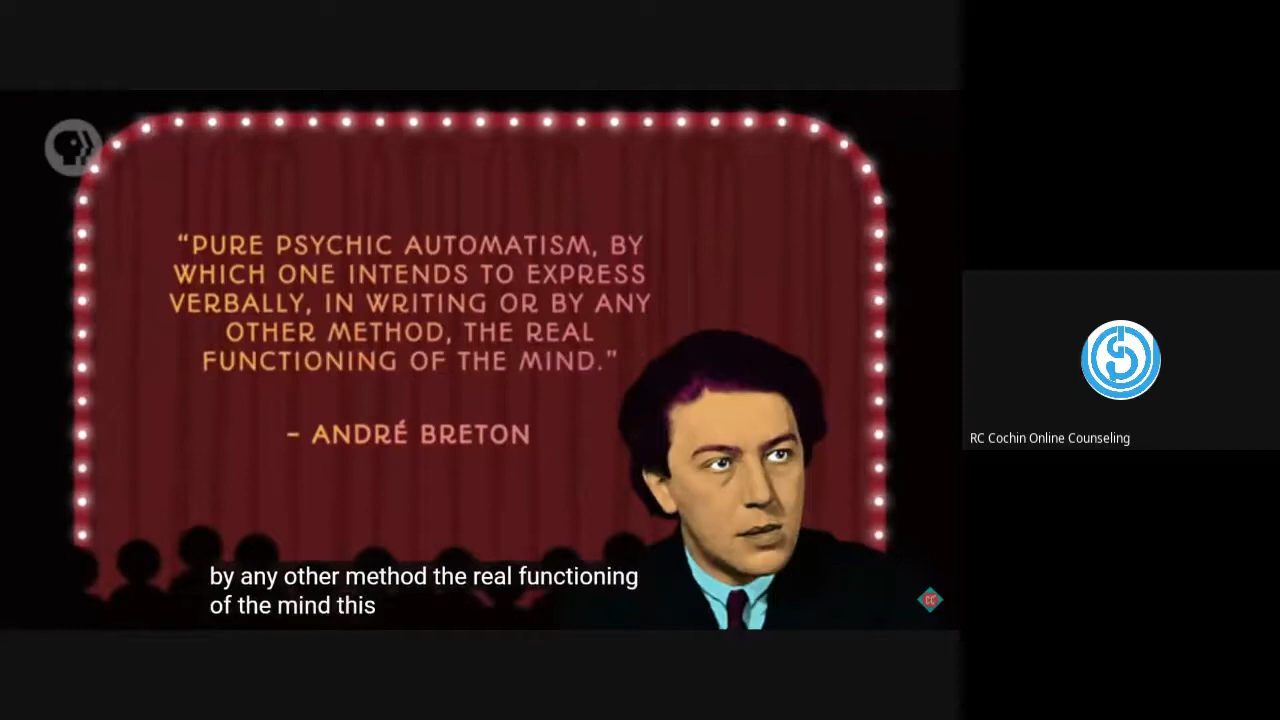 “PURE PSYCHIC AUTOMATISM, BY
WHICH ONE INTENDS TO EXPRESS
VERBALLY, IN WRITING OR BY ANY
OTHER METHOD, THE REAL
FUNCTIONING OF THE MIND.”
– ANDRÉ BRETON
by any other method the real functioning
of the mind this
CC
RC Cochin Online Counseling